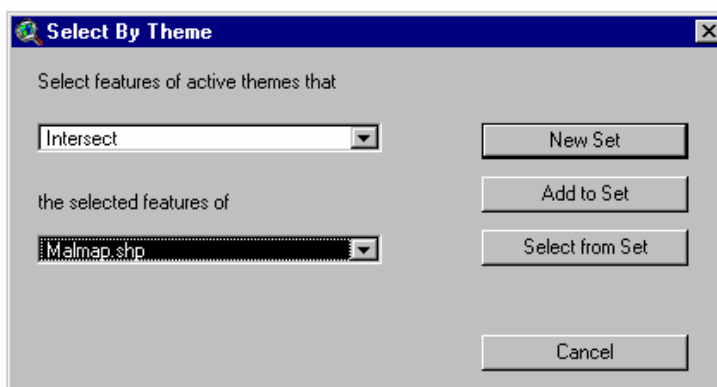 Select By Theme
Select features of active themes that
Intersect
New Set
Add to Set
the selected features of
Malmap.shp
Select from Set
Cancel